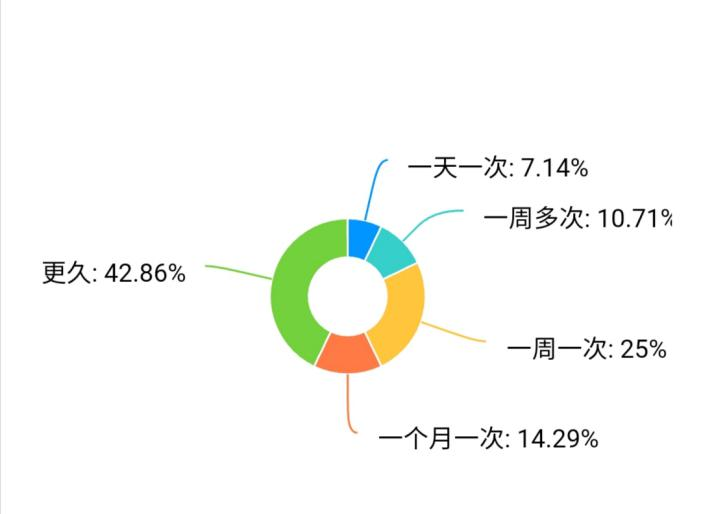 一天一次: 7.14%
一周多次: 10.71%
更久: 42.86%
一周一次: 25%
一个月一次: 14.29%